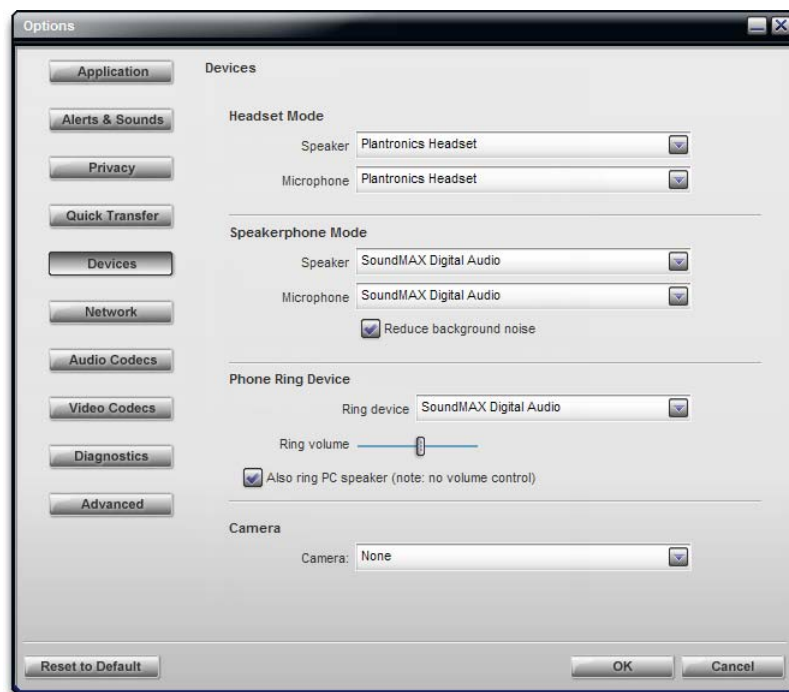 Options
Application
Alerts & Sounds
Privacy
Quick Transfer
Devices
Network
Audio Codecs
Video Codecs
Diagnostics
Advanced
Devices
Headset Mode
Speaker Plantronics Headset
Microphone Plantronics Headset
Speakerphone Mode
Speaker SoundMAX Digital Audio
Microphone SoundMAX Digital Audio
Reduce background noise
Phone Ring Device
Ring device SoundMAX Digital Audio
Ring volume
Also ring PC speaker (note: no volume control)
Camera
Camera: None
Reset to Default OK Cancel